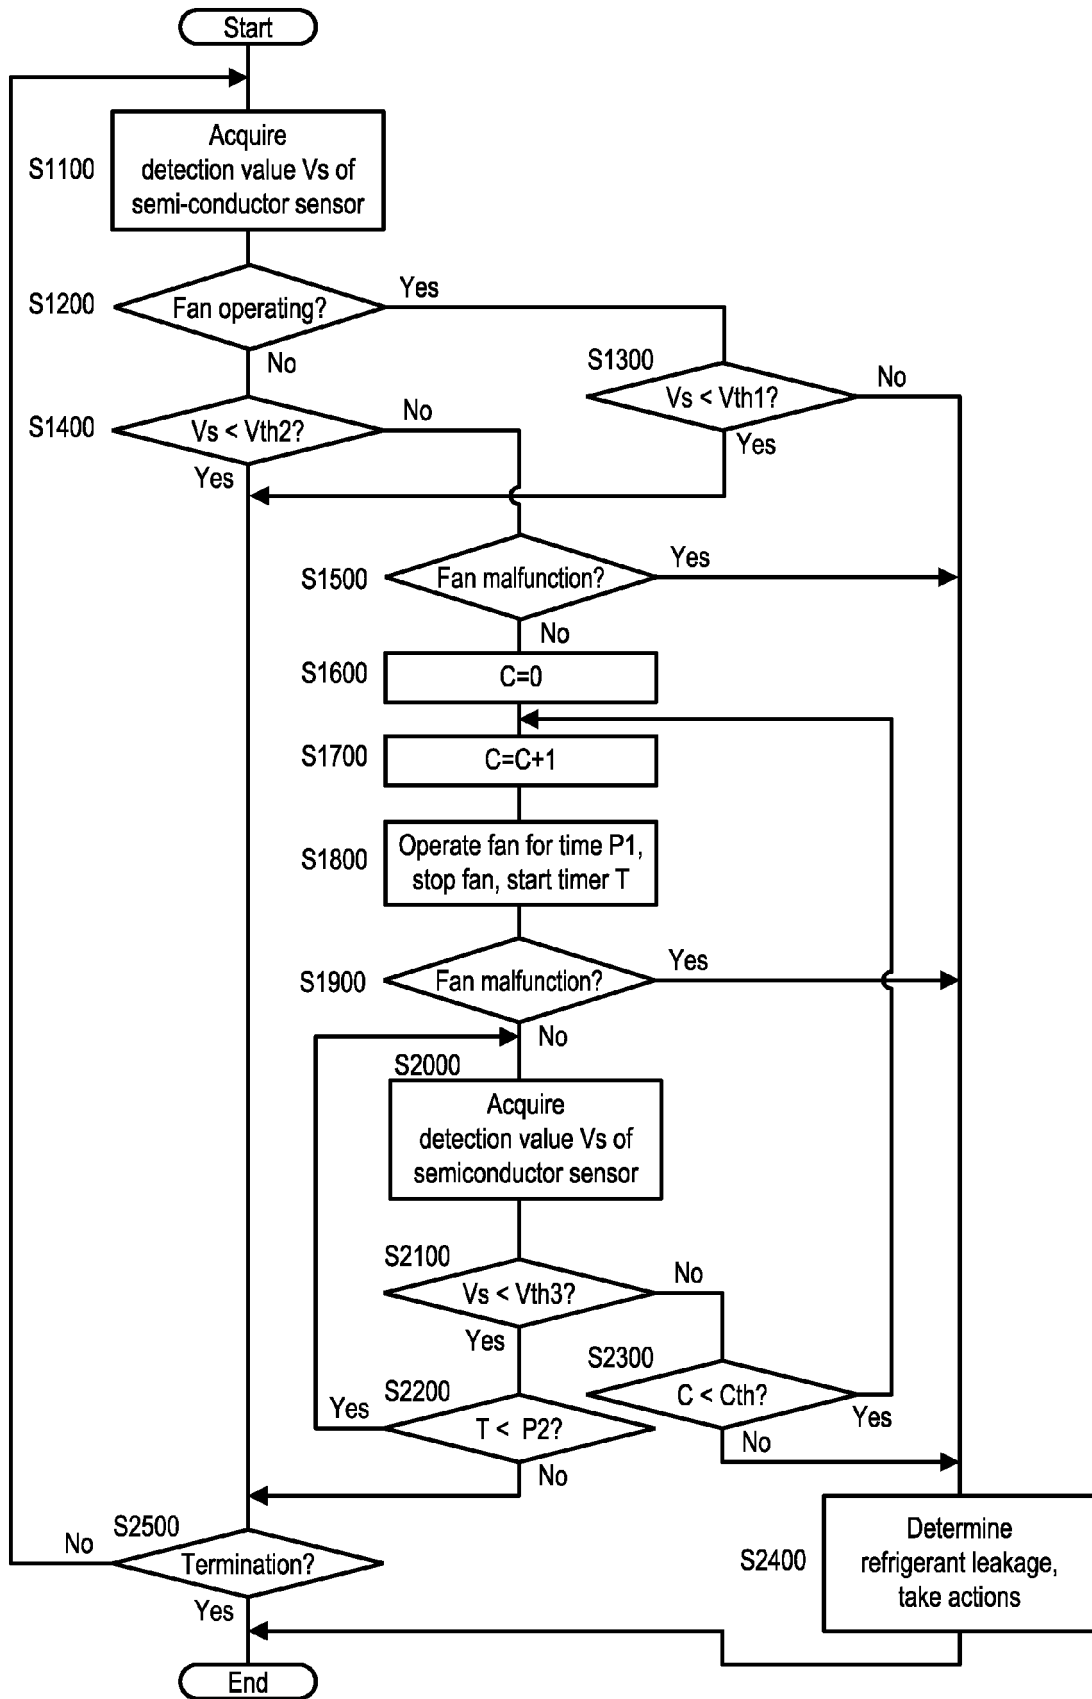 Start
S1100
Acquire
detection value Vs of
semi-conductor sensor
S1200
Fan operating?
Yes
No
S1300
Vs < Vth1?
No
Yes
S1400
Vs < Vth2?
No
Yes
S1500
Fan malfunction?
Yes
No
S1600
C=0
S1700
C=C+1
S1800
Operate fan for time P1,
stop fan, start timer T
S1900
Fan malfunction?
Yes
No
S2000
Acquire
detection value Vs of
semiconductor sensor
S2100
Vs < Vth3?
No
Yes
S2200
T < P2?
Yes
No
S2300
C < Cth?
Yes
No
S2400
Determine
refrigerant leakage,
take actions
S2500
Termination?
No
Yes
End